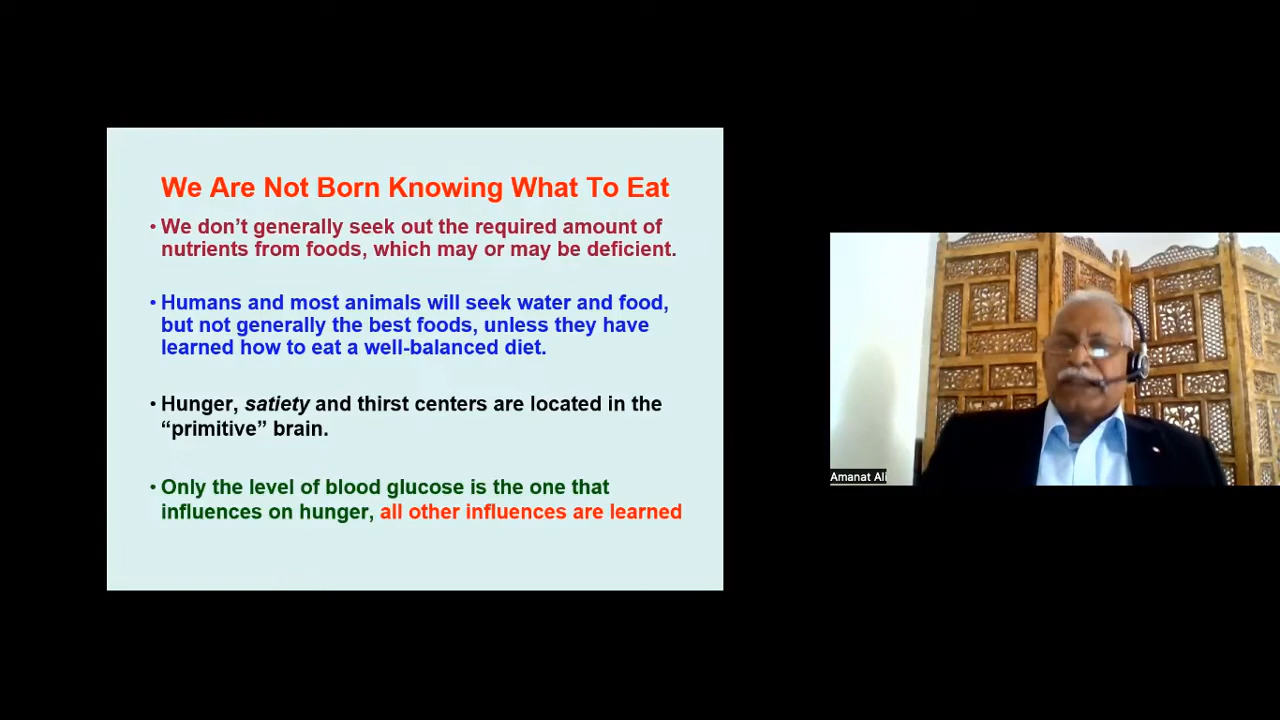 We Are Not Born Knowing What To Eat
• We don’t generally seek out the required amount of
nutrients from foods, which may or may be deficient.
• Humans and most animals will seek water and food,
but not generally the best foods, unless they have
learned how to eat a well-balanced diet.
• Hunger, satiety and thirst centers are located in the
“primitive” brain.
• Only the level of blood glucose is the one that
influences on hunger, all other influences are learned
Amanat Ali